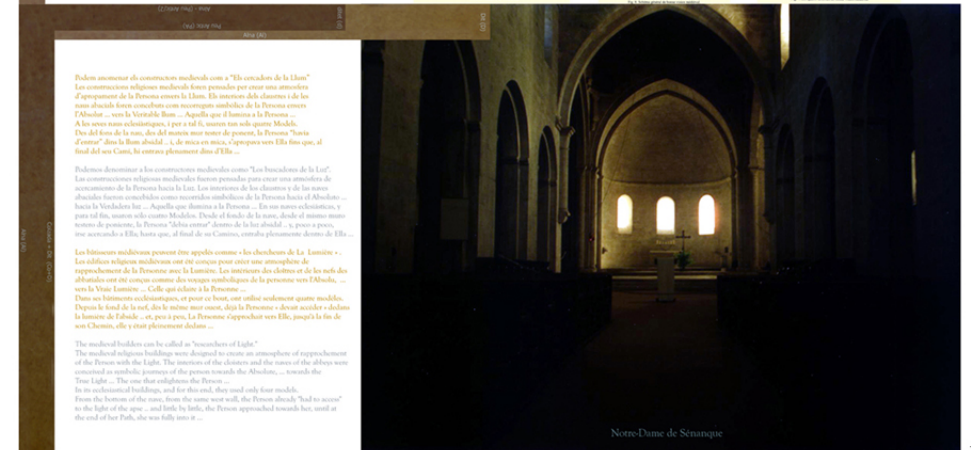 Podem anomenat els constructors medievals com a "Els cercadors de la Llum"
Les construccions religioses medievals foren pensades per crear una atmosfera
d'apropament de la Persona envers la Llum. Els interiors dels claustres i de les
naus abacials foren concebuts com recorreguts simbòlics de la Persona envers
l'Absolut ... vers la Veritable llum ... Aquella que il lumina a la Persona ...
A les seves naus eclesiàstiques, i per a tal fi, usaren tan sols quatre Models.
Des del fons de la nau, des del mateix mur tester de ponent, la Persona "havia
d'entrar" dins la llum absidal .. i, de mica en mica, s'apropava vers Ella fins que, al
final del seu Camí, hi entrava plenament dins d'Ella ...
Podemos denominar a los constructores medievales como "Los buscadores de la Luz".
Las construcciones religiosas medievales fueron pensadas para crear una atmósfera de
acercamiento de la Persona hacia la Luz. Los interiores de los claustros y de las naves
abaciales fueron concebidos como recorridos simbólicos de la Persona hacia el Absoluto ...
hacia la Verdadera luz ... Aquella que ilumina a la Persona ... En sus naves eclesiásticas, y
para tal fin, usaron sólo cuatro Modelos. Desde el fondo de la nave, desde el mismo muro
testero de poniente, la Persona "debía entrar" dentro de la luz absidal .. y, poco a poco,
irse acercando a Ella; hasta que, al final de su Camino, entraba plenamente dentro de Ella ...
Les bâtisseurs médiévaux peuvent être appelés comme « les chercheurs de La Lumière » .
Les édifices religieux médiévaux ont été conçus pour créer une atmosphère de
rapprochement de la Personne avec la Lumière. Les intérieurs des cloîtres et de les nefs des
abbatiales ont été conçus comme des voyages symboliques de la personne vers l'Absolu, ...
vers la Vraie Lumière ... Celle qui éclaire à la Personne ...
Dans ses bâtiments ecclésiastiques, et pour ce bout, ont utilisé seulement quatre modèles.
Depuis le fond de la nef, dès le même mur ouest, déjà la Personne « devait accéder » dedans
la lumière de l'abside .. et, peu à peu, La Personne s'approchait vers Elle, jusqu'à la fin de
son Chemin, elle y était pleinement dedans ...
The medieval builders can be called as "researchers of Light."
The medieval religious buildings were designed to create an atmosphere of rapprochement
of the Person with the Light. The interiors of the cloisters and the naves of the abbeys were
conceived as symbolic journeys of the person towards the Absolute, ... towards the
True Light ... The one that enlightens the Person ...
In its ecclesiastical buildings, and for this end, they used only four models.
From the bottom of the nave, from the same west wall, the Person already "had to access"
to the light of the apse .. and little by little, the Person approached towards her, until at
the end of her Path, she was fully into it ...
Notre-Dame de Sénanque